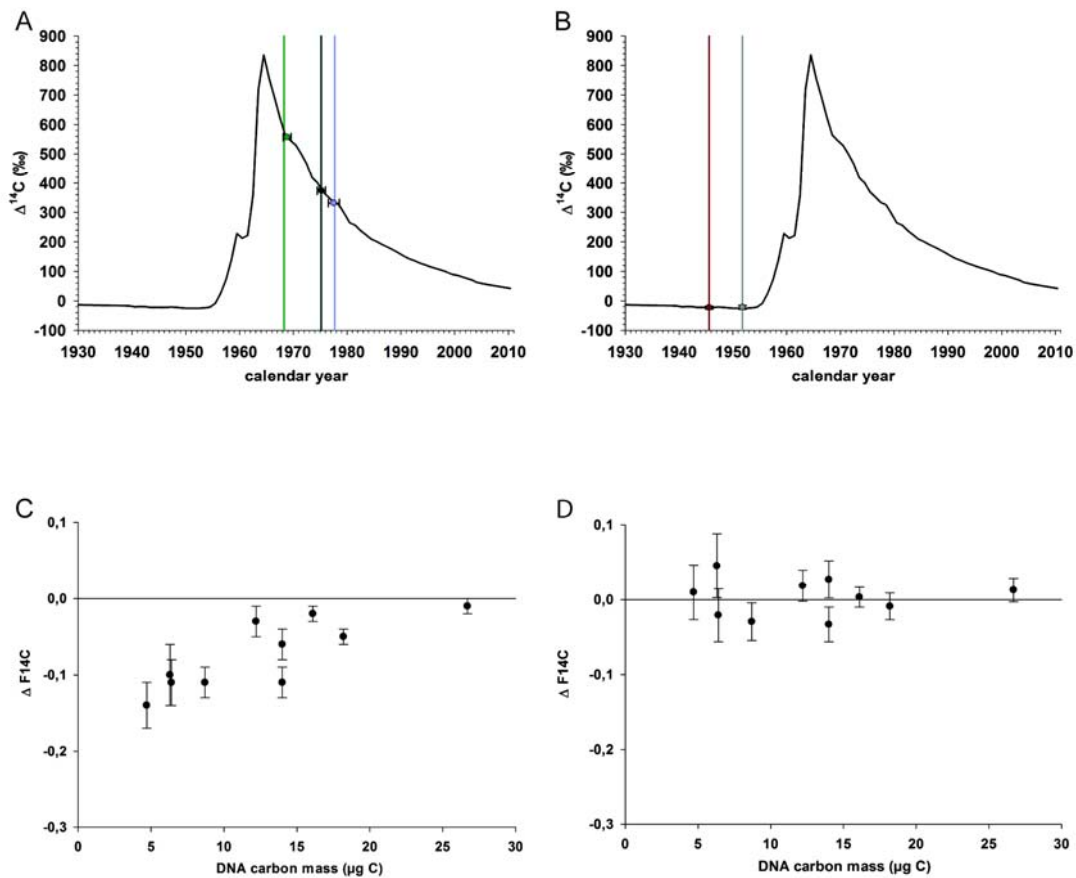 A
900
800
700
600
500
400
300
200
100
0
-100
Δ¹⁴C (‰)
1930 1940 1950 1960 1970 1980 1990 2000 2010
calendar year
B
900
800
700
600
500
400
300
200
100
0
-100
Δ¹⁴C (‰)
1930 1940 1950 1960 1970 1980 1990 2000 2010
calendar year
C
0,1
0,0
-0,1
-0,2
-0,3
Δ F14C
0 5 10 15 20 25 30
DNA carbon mass (µg C)
D
0,1
0,0
-0,1
-0,2
-0,3
Δ F14C
0 5 10 15 20 25 30
DNA carbon mass (µg C)